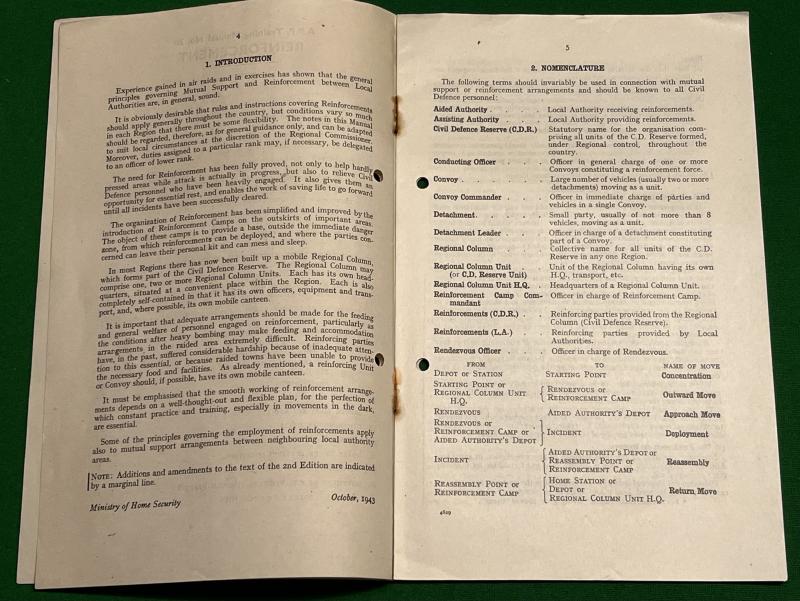 4
1. INTRODUCTION
Experience gained in air raids and in exercises has shown that the general
principles governing Mutual Support and Reinforcement between Local
Authorities are, in general, sound.
It is obviously desirable that rules and instructions covering Reinforcements
should apply generally throughout the country, but conditions vary so much
in each Region that there must be some flexibility. The notes in this Manual
should be regarded, therefore, as for general guidance only, and can be adapted
to suit local circumstances at the discretion of the Regional Commissioner.
Moreover, duties assigned to a particular rank may, if necessary, be delegated
to an officer of lower rank.
The need for Reinforcement has been fully proved, not only to help hardly
pressed areas while attack is actually in progress, but also to relieve Civil
Defence personnel who have been heavily engaged. It also gives them an
opportunity for essential rest, and enables the work of saving life to go forward
until all incidents have been successfully cleared.
The organization of Reinforcement has been simplified and improved by the
introduction of Reinforcement Camps on the outskirts of important areas.
The object of these camps is to provide a base, outside the immediate danger
zone, from which reinforcements can be deployed, and where the parties con-
cerned can leave their personal kit and can mess and sleep.
In most Regions there has now been built up a mobile Regional Column,
which forms part of the Civil Defence Reserve. The Regional Column may
comprise one, two or more Regional Column Units. Each has its own head-
quarters, situated at a convenient place within the Region. Each is also
completely self-contained in that it has its own officers, equipment and trans-
port, and, where possible, its own mobile canteen.
It is important that adequate arrangements should be made for the feeding
and general welfare of personnel engaged on reinforcement, particularly as
the conditions after heavy bombing may make feeding and accommodation
arrangements in the raided area extremely difficult. Reinforcing parties
have, in the past, suffered considerable hardship because of inadequate atten-
tion to this essential, or because raided towns have been unable to provide
the necessary food and facilities. As already mentioned, a reinforcing Unit
or Convoy should, if possible, have its own mobile canteen.
It must be emphasised that the smooth working of reinforcement arrange-
ments depends on a well-thought-out and flexible plan, for the perfection of
which constant practice and training, especially in movements in the dark,
are essential.
Some of the principles governing the employment of reinforcements apply
also to mutual support arrangements between neighbouring local authority
areas.
NOTE: Additions and amendments to the text of the 2nd Edition are indicated
by a marginal line.
Ministry of Home Security October, 1943
5
2. NOMENCLATURE
The following terms should invariably be used in connection with mutual
support or reinforcement arrangements and should be known to all Civil
Defence personnel:
Aided Authority . . . . Local Authority receiving reinforcements.
Assisting Authority . . . Local Authority providing reinforcements.
Civil Defence Reserve (C.D.R.) . Statutory name for the organisation com-
prising all units of the C.D. Reserve formed,
under Regional control, throughout the
country.
Conducting Officer . . . Officer in general charge of one or more
Convoys constituting a reinforcement force.
Convoy . . . . . Large number of vehicles (usually two or more
detachments) moving as a unit.
Convoy Commander . . . Officer in immediate charge of parties and
vehicles in a single Convoy.
Detachment . . . . . Small party, usually of not more than 8
vehicles, moving as a unit.
Detachment Leader . . . Officer in charge of a detachment constituting
part of a Convoy.
Regional Column . . . Collective name for all units of the C.D.
Reserve in any one Region.
Regional Column Unit . . Unit of the Regional Column having its own
(or C.D. Reserve Unit) H.Q., transport, etc.
Regional Column Unit H.Q. . Headquarters of a Regional Column Unit.
Reinforcement Camp Com- Officer in charge of Reinforcement Camp.
mandant
Reinforcements (C.D.R.) . . Reinforcing parties provided from the Regional
Column (Civil Defence Reserve).
Reinforcements (L.A.) . . Reinforcing parties provided by Local
Authorities.
Rendezvous Officer . . . Officer in charge of Rendezvous.
FROM TO NAME OF MOVE
DEPOT OR STATION STARTING POINT Concentration
STARTING POINT OR
REGIONAL COLUMN UNIT
H.Q.
RENDEZVOUS OR
REINFORCEMENT CAMP
Outward Move
RENDEZVOUS AIDED AUTHORITY'S DEPOT Approach Move
RENDEZVOUS OR
REINFORCEMENT CAMP OR
AIDED AUTHORITY'S DEPOT
INCIDENT Deployment
INCIDENT
AIDED AUTHORITY'S DEPOT OR
REASSEMBLY POINT OR
REINFORCEMENT CAMP
Reassembly
REASSEMBLY POINT OR
REINFORCEMENT CAMP
HOME STATION OR
DEPOT OR
REGIONAL COLUMN UNIT H.Q.
Return Move
4829